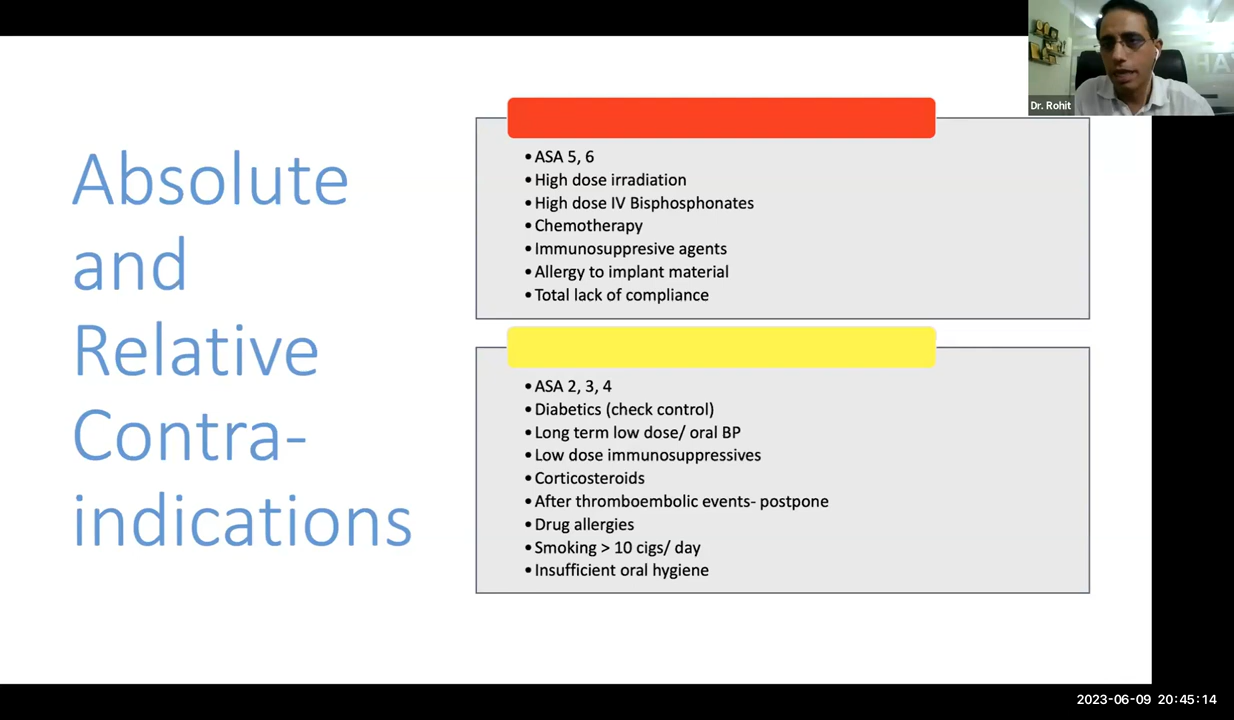 Absolute
and
Relative
Contra-
indications
• ASA 5, 6
• High dose irradiation
• High dose IV Bisphosphonates
• Chemotherapy
• Immunosuppresive agents
• Allergy to implant material
• Total lack of compliance
• ASA 2, 3, 4
• Diabetics (check control)
• Long term low dose/ oral BP
• Low dose immunosuppressives
• Corticosteroids
• After thromboembolic events- postpone
• Drug allergies
• Smoking > 10 cigs/ day
• Insufficient oral hygiene
Dr. Rohit
2023-06-09 20:45:14